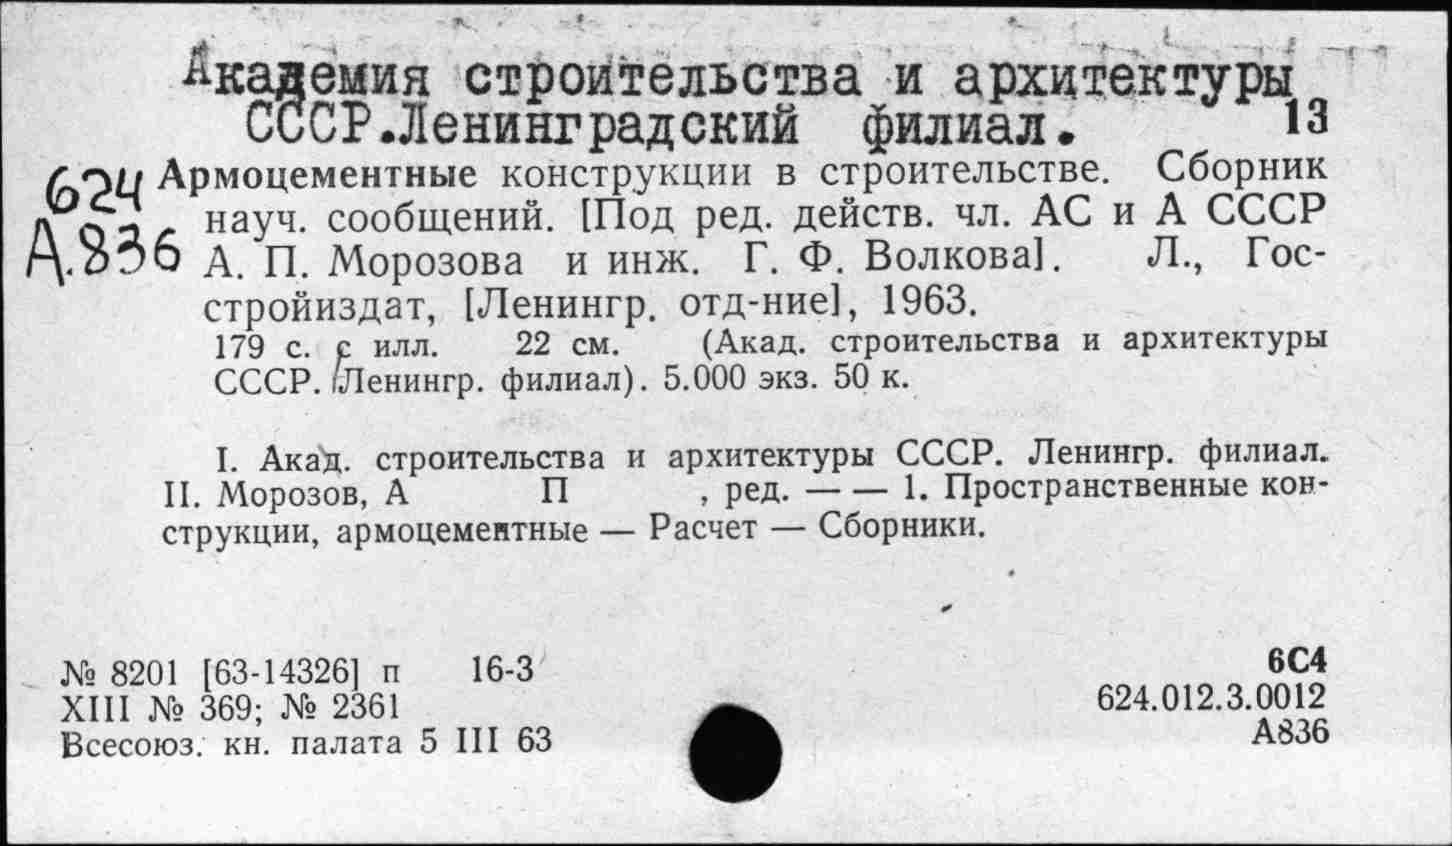 Академия строительства и архитектуры
СССР.Ленинградский филиал. 13
624 Армоцементные конструкции в строительстве. Сборник
науч. сообщений. [Под ред. действ. чл. АС и А СССР
А.836 А. П. Морозова и инж. Г. Ф. Волкова]. Л., Гос-
стройиздат, [Ленингр. отд-ние], 1963.
179 с. с илл. 22 см. (Акад. строительства и архитектуры
СССР. Ленингр. филиал). 5.000 экз. 50 к.
I. Акад. строительства и архитектуры СССР. Ленингр. филиал.
II. Морозов, А П , ред. — — 1. Пространственные кон-
струкции, армоцементные — Расчет — Сборники.
№ 8201 [63-14326] п 16-3 6С4
XIII № 369; № 2361 624.012.3.0012
Всесоюз. кн. палата 5 III 63 А836